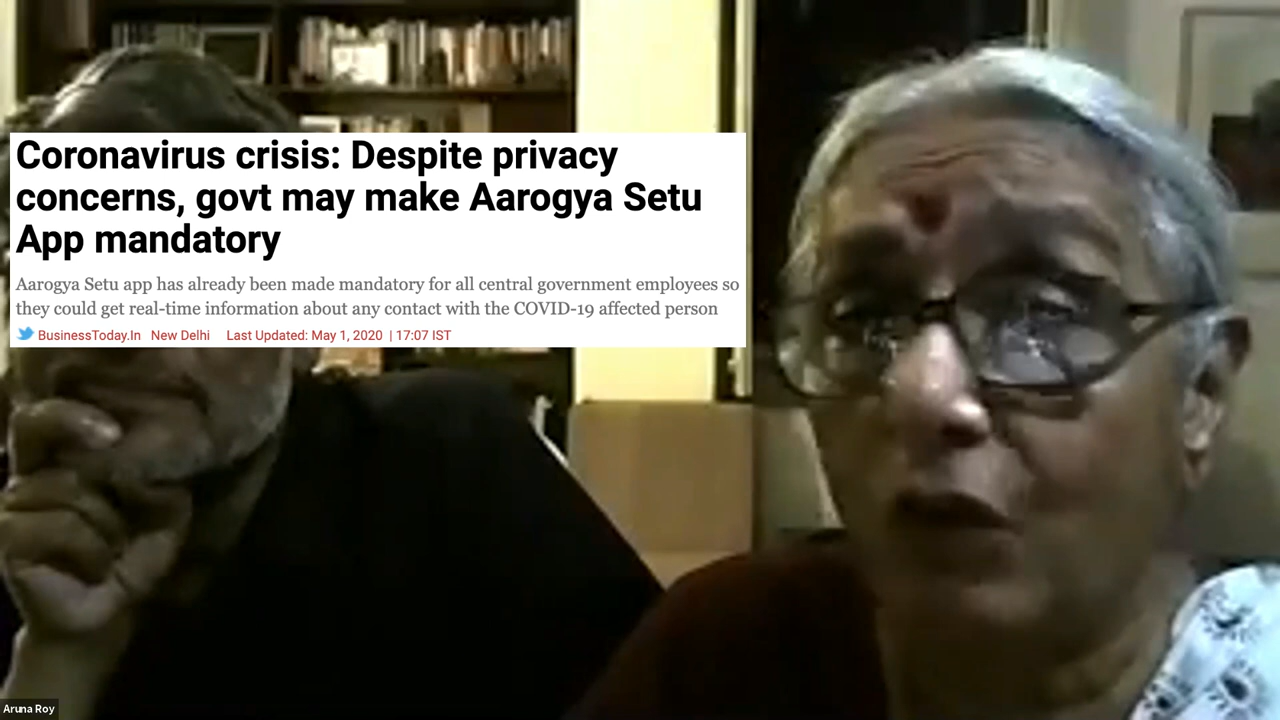 Coronavirus crisis: Despite privacy
concerns, govt may make Aarogya Setu
App mandatory
Aarogya Setu app has already been made mandatory for all central government employees so
they could get real-time information about any contact with the COVID-19 affected person
BusinessToday.In New Delhi Last Updated: May 1, 2020 | 17:07 IST
Aruna Roy